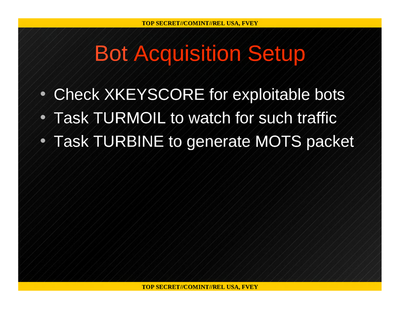 TOP SECRET//COMINT//REL USA, FVEY
Bot Acquisition Setup
• Check XKEYSCORE for exploitable bots
• Task TURMOIL to watch for such traffic
• Task TURBINE to generate MOTS packet
TOP SECRET//COMINT//REL USA, FVEY